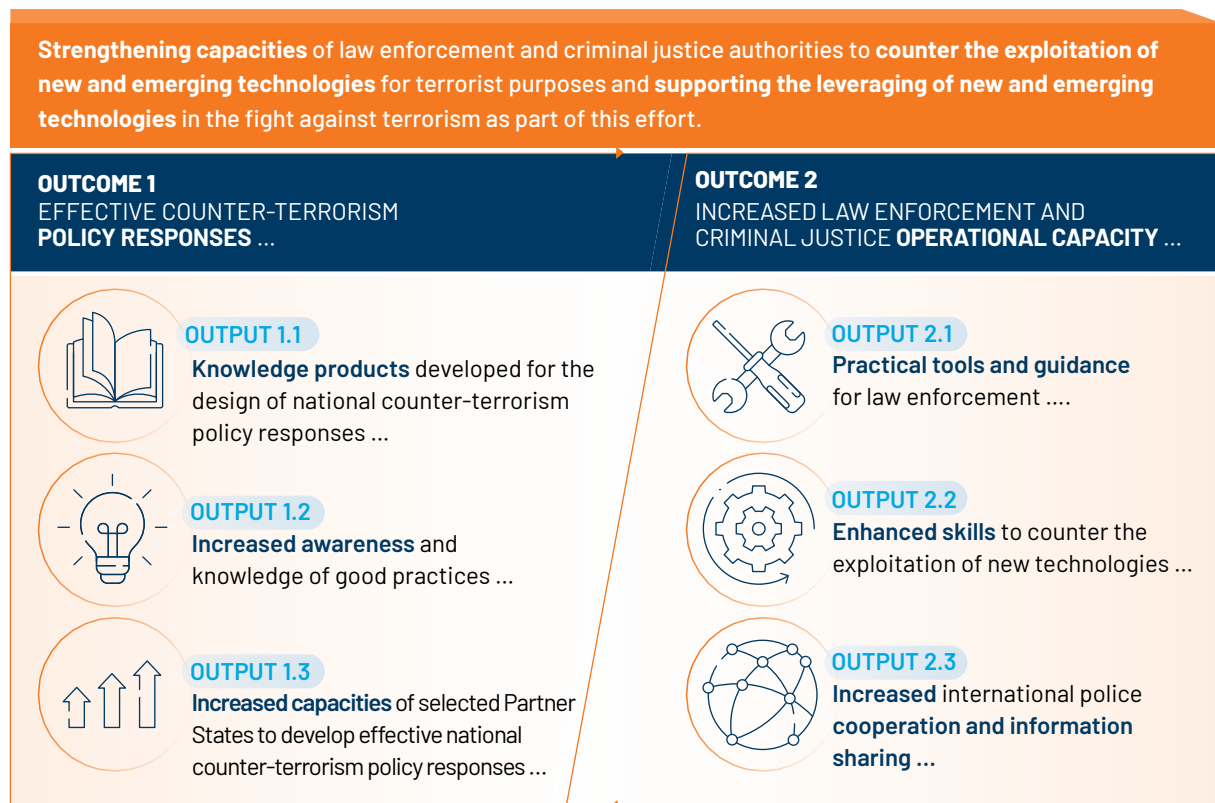 Strengthening capacities of law enforcement and criminal justice authorities to counter the exploitation of
new and emerging technologies for terrorist purposes and supporting the leveraging of new and emerging
technologies in the fight against terrorism as part of this effort.
OUTCOME 1
EFFECTIVE COUNTER-TERRORISM
POLICY RESPONSES ...
OUTPUT 1.1
Knowledge products developed for the
design of national counter-terrorism
policy responses ...
OUTPUT 1.2
Increased awareness and
knowledge of good practices ...
OUTPUT 1.3
Increased capacities of selected Partner
States to develop effective national
counter-terrorism policy responses ...
OUTCOME 2
INCREASED LAW ENFORCEMENT AND
CRIMINAL JUSTICE OPERATIONAL CAPACITY ...
OUTPUT 2.1
Practical tools and guidance
for law enforcement ....
OUTPUT 2.2
Enhanced skills to counter the
exploitation of new technologies ...
OUTPUT 2.3
Increased international police
cooperation and information
sharing ...